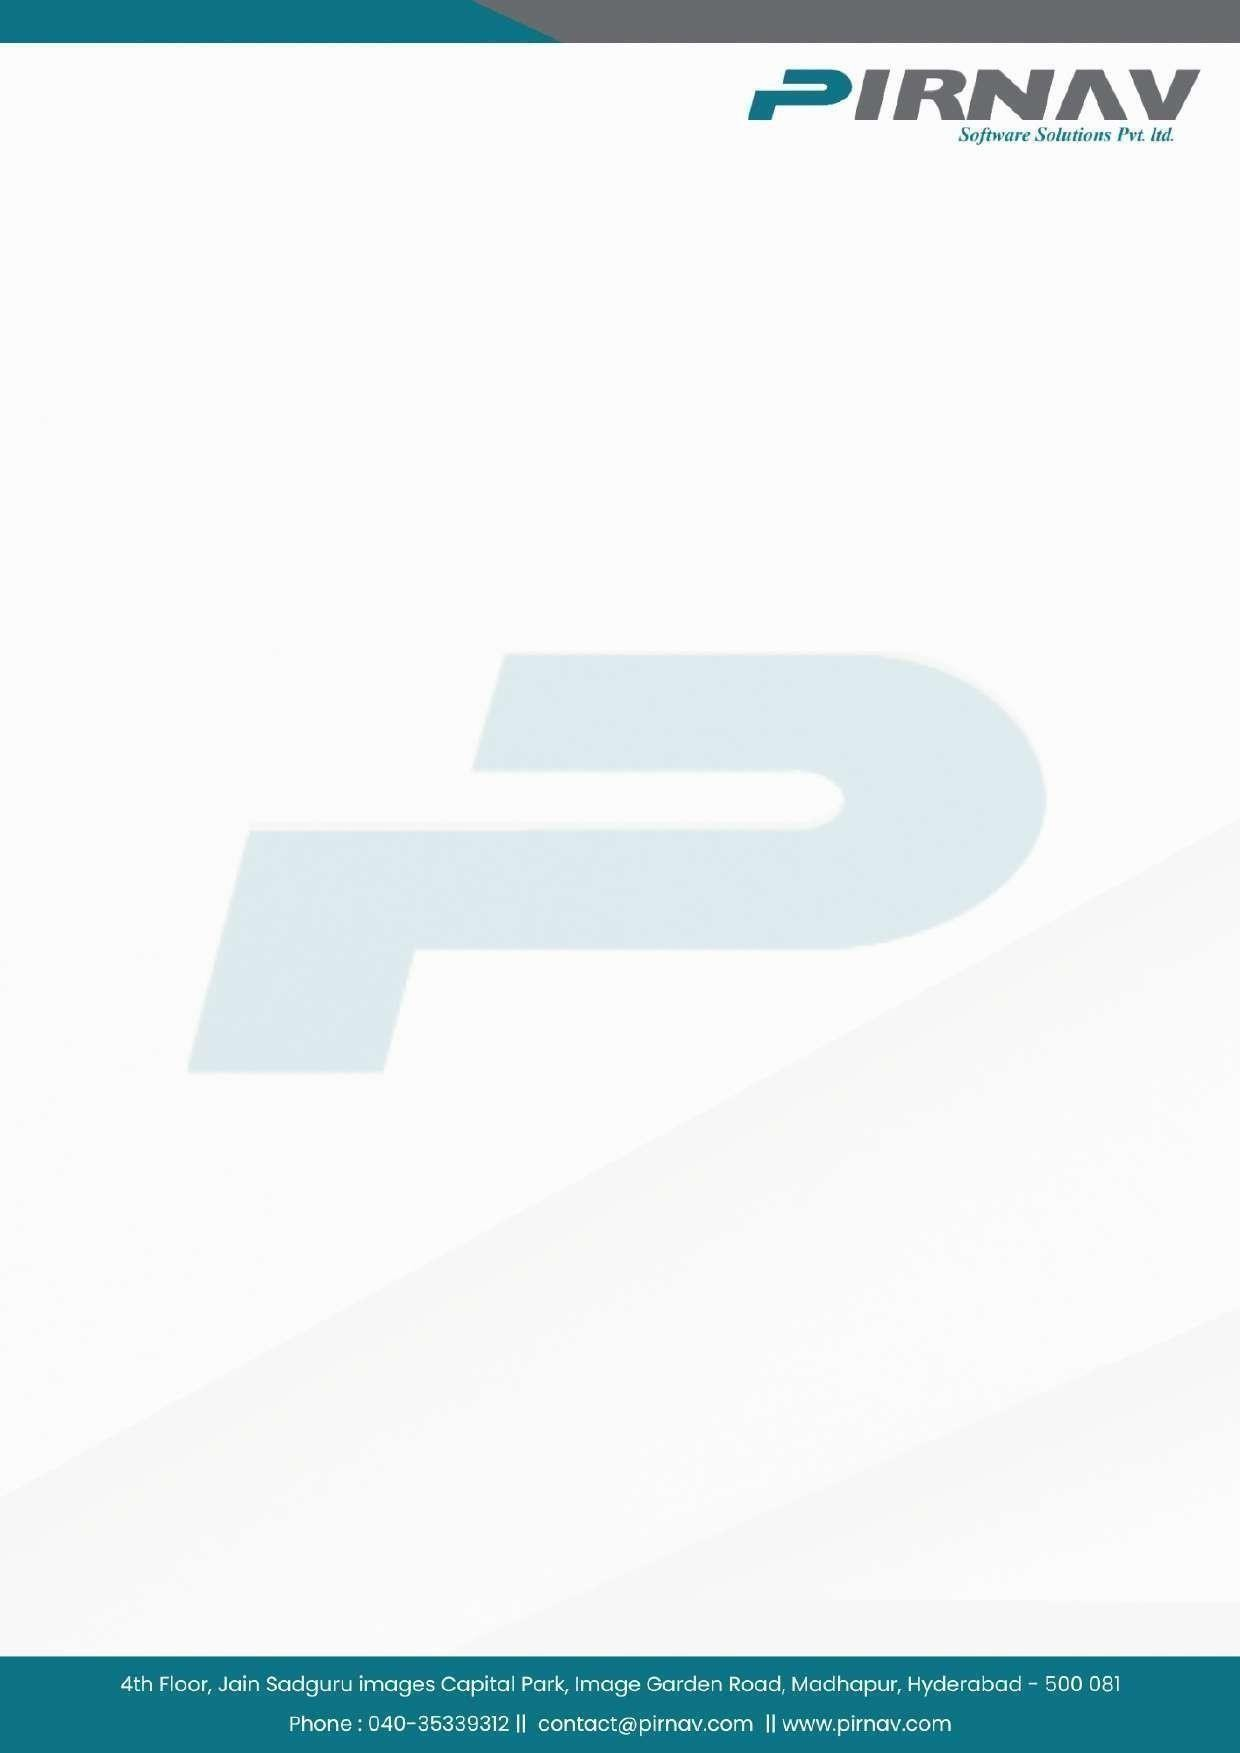 PIRNAV
Software Solutions Pvt. ltd.
4th Floor, Jain Sadguru images Capital Park, Image Garden Road, Madhapur, Hyderabad - 500 081
Phone : 040-35339312 || contact@pirnav.com || www.pirnav.com